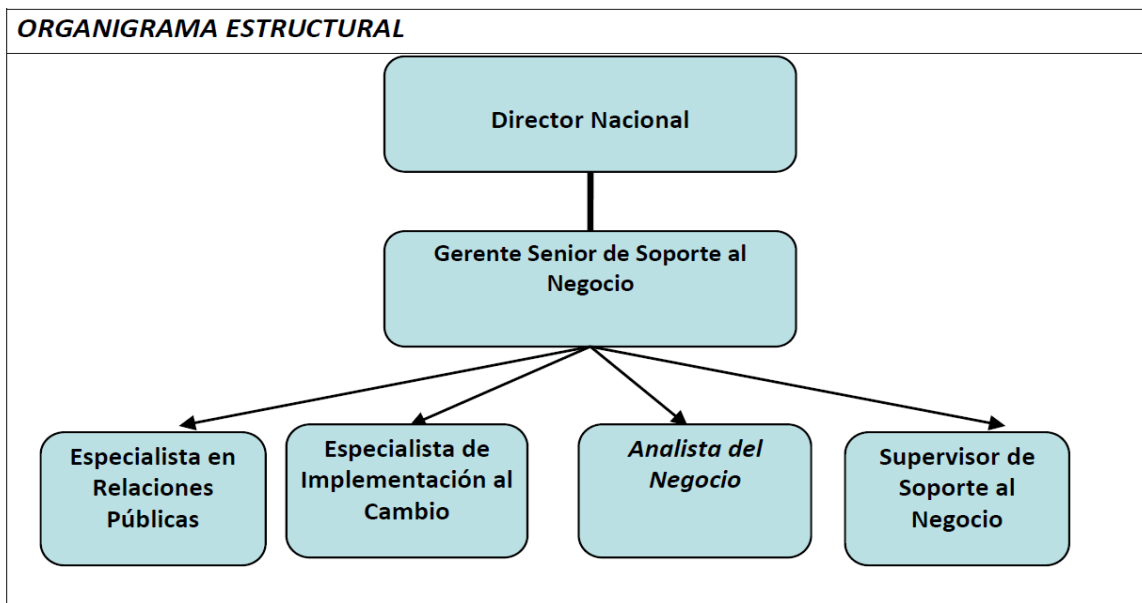 ORGANIGRAMA ESTRUCTURAL
Director Nacional
Gerente Senior de Soporte al
Negocio
Especialista en
Relaciones
Públicas
Especialista de
Implementación al
Cambio
Analista del
Negocio
Supervisor de
Soporte al
Negocio